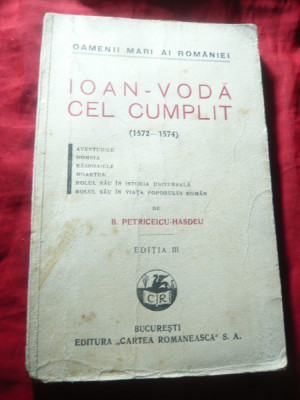 OAMENII MARI AI ROMÂNIEI
IOAN-VODĂ
CEL CUMPLIT
(1572-1574)
AVENTURILE
DOMNIA
RĂSBOAIELE
MOARTEA
ROLUL SĂU ÎN ISTORIA UNIVERSALĂ
ROLUL SĂU ÎN VIAȚA POPORULUI ROMÂN
DE
B. PETRICEICU-HASDEU
EDIȚIA III
CR
BUCUREȘTI
EDITURA „CARTEA ROMÂNEASCĂ" S. A.